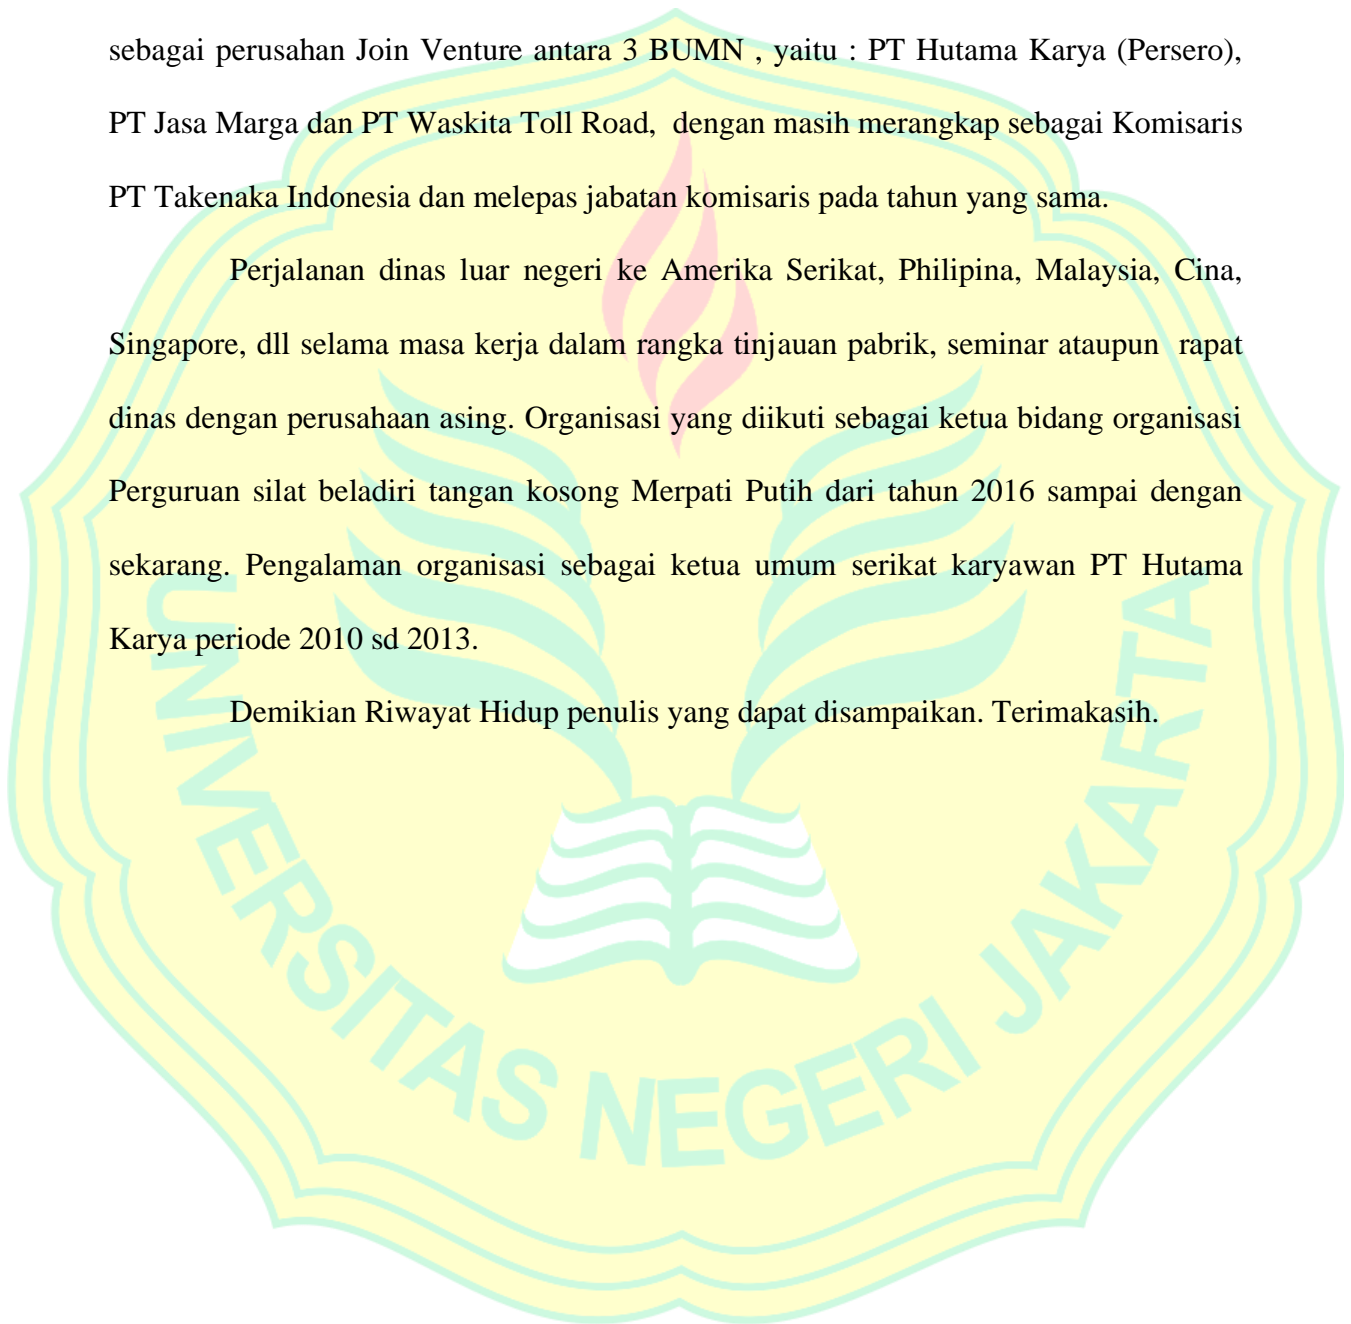 sebagai perusahan Join Venture antara 3 BUMN , yaitu : PT Hutama Karya (Persero),
PT Jasa Marga dan PT Waskita Toll Road, dengan masih merangkap sebagai Komisaris
PT Takenaka Indonesia dan melepas jabatan komisaris pada tahun yang sama.
Perjalanan dinas luar negeri ke Amerika Serikat, Philipina, Malaysia, Cina,
Singapore, dll selama masa kerja dalam rangka tinjauan pabrik, seminar ataupun rapat
dinas dengan perusahaan asing. Organisasi yang diikuti sebagai ketua bidang organisasi
Perguruan silat beladiri tangan kosong Merpati Putih dari tahun 2016 sampai dengan
sekarang. Pengalaman organisasi sebagai ketua umum serikat karyawan PT Hutama
Karya periode 2010 sd 2013.
Demikian Riwayat Hidup penulis yang dapat disampaikan. Terimakasih.
UNIVERSITAS NEGERI JAKARTA